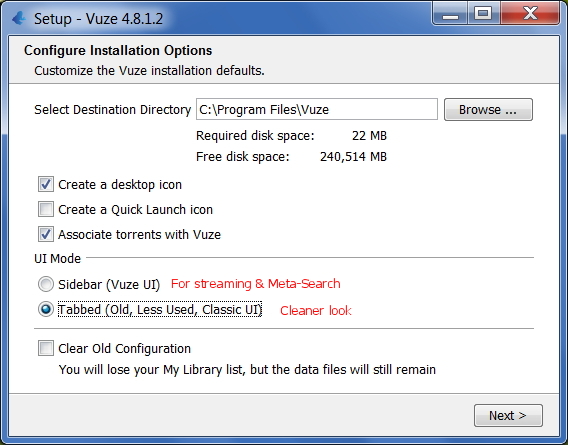 Setup - Vuze 4.8.1.2
Configure Installation Options
Customize the Vuze installation defaults.
Select Destination Directory C:\Program Files\Vuze Browse ...
Required disk space: 22 MB
Free disk space: 240,514 MB
Create a desktop icon
Create a Quick Launch icon
Associate torrents with Vuze
UI Mode
Sidebar (Vuze UI) For streaming & Meta-Search
Tabbed (Old, Less Used, Classic UI) Cleaner look
Clear Old Configuration
You will lose your My Library list, but the data files will still remain
Next >